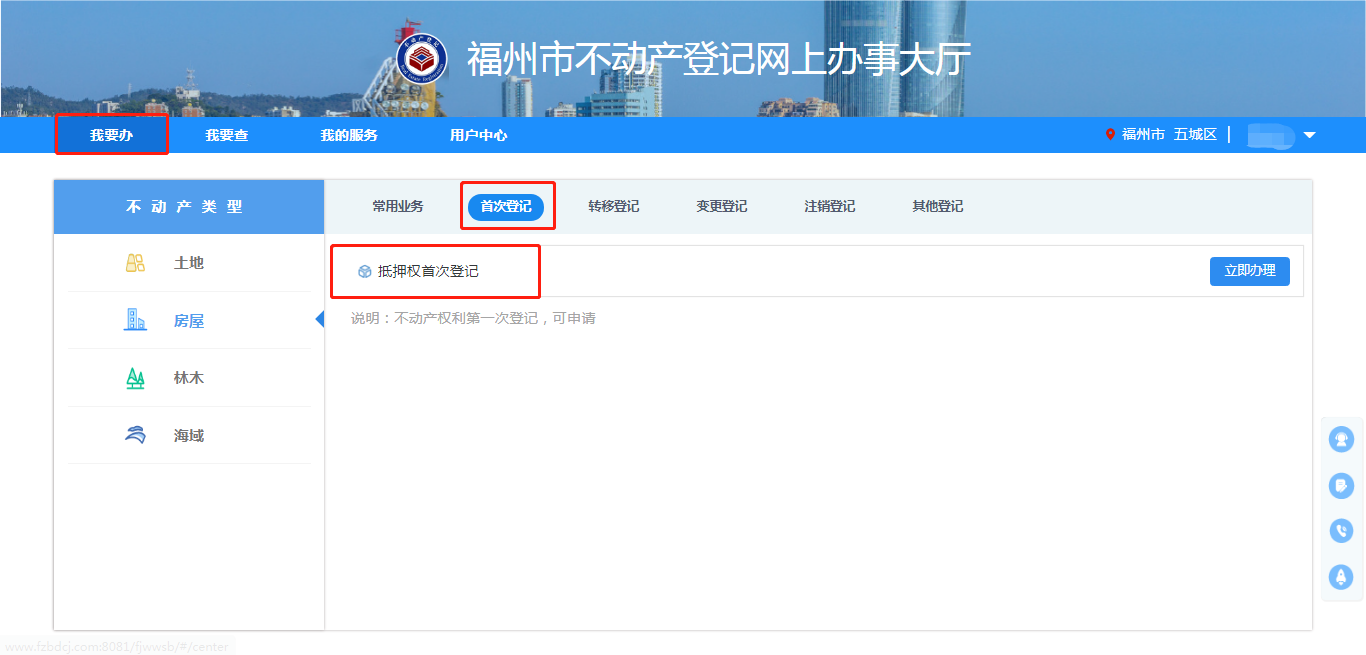 福州市不动产登记网上办事大厅
我要办 我要查 我的服务 用户中心 福州市 五城区
不动产类型
常用业务 首次登记 转移登记 变更登记 注销登记 其他登记
土地
房屋
林木
海域
抵押权首次登记 立即办理
说明：不动产权利第一次登记，可申请
www.fzbdcj.com:8081/fjwwsb/#/center